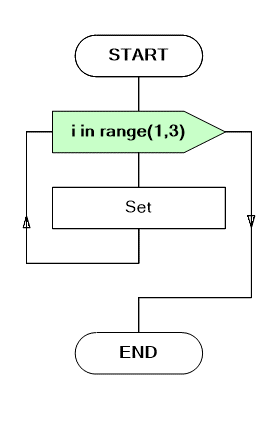 START
i in range(1,3)
Set
END